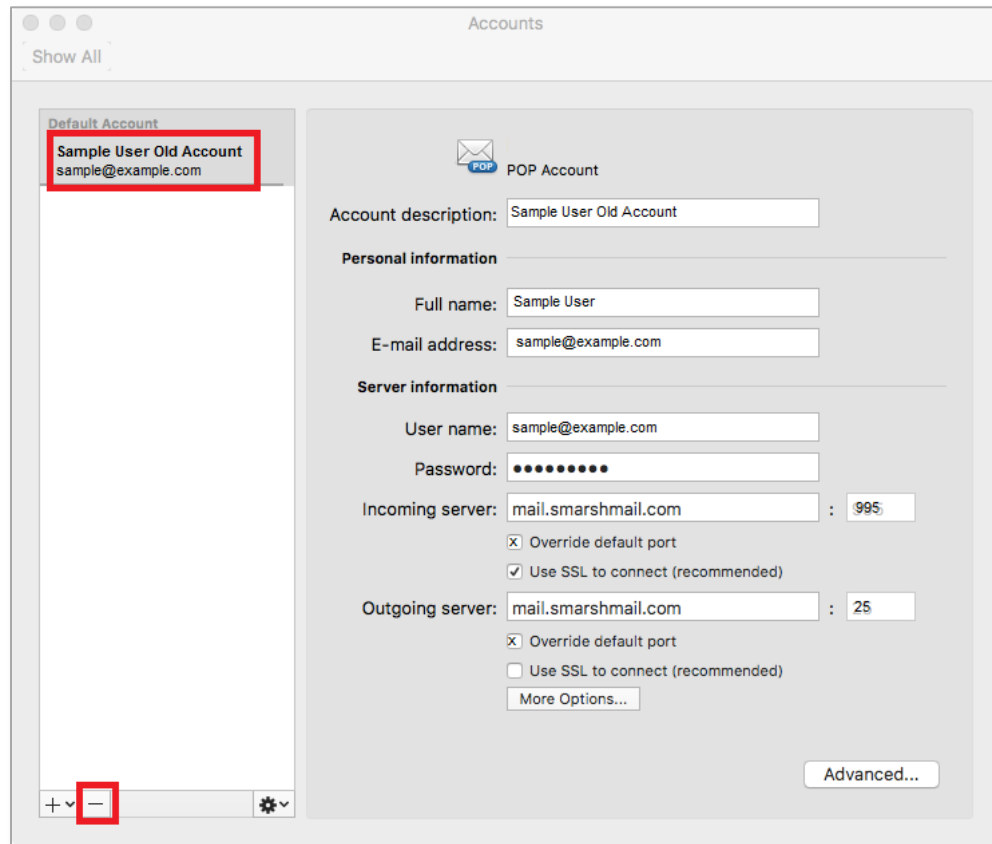 Accounts
Show All
Default Account
Sample User Old Account
sample@example.com
POP
POP Account
Account description: Sample User Old Account
Personal information
Full name: Sample User
E-mail address: sample@example.com
Server information
User name: sample@example.com
Password: •••••••••
Incoming server: mail.smarshmail.com : 995
Override default port
Use SSL to connect (recommended)
Outgoing server: mail.smarshmail.com : 25
Override default port
Use SSL to connect (recommended)
More Options...
Advanced...